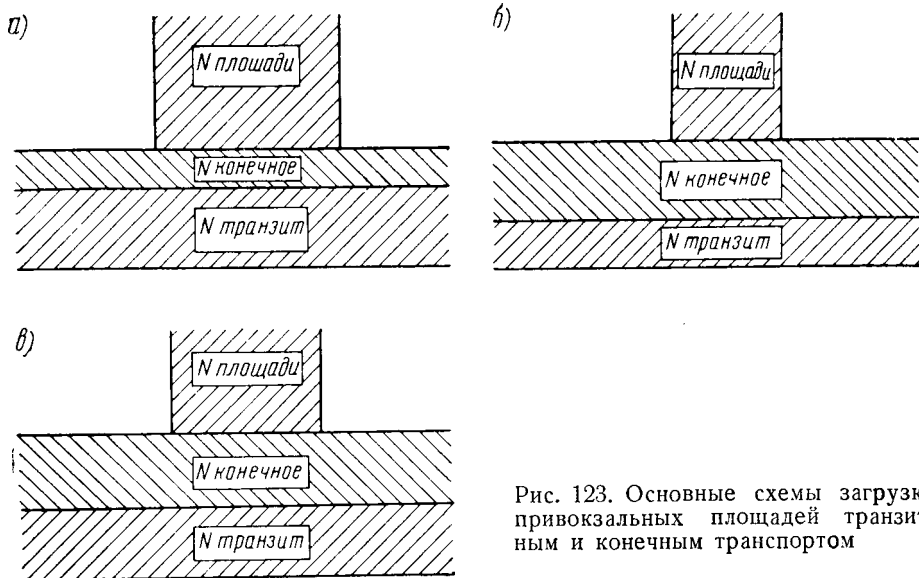 а)
N площади
N конечное
N транзит
б)
N площади
N конечное
N транзит
в)
N площади
N конечное
N транзит
Рис. 123. Основные схемы загрузк
привокзальных площадей транзит
ным и конечным транспортом